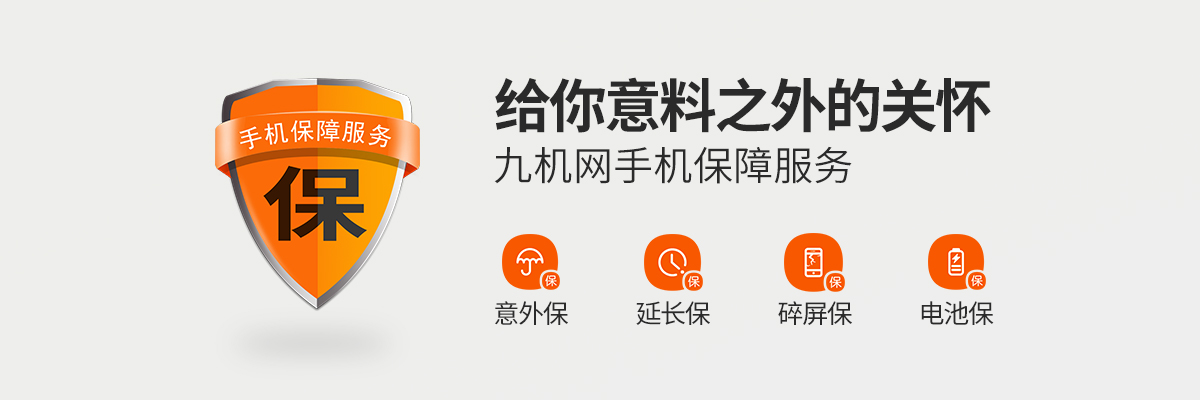 手机保障服务
保
给你意料之外的关怀
九机网手机保障服务
保 保 保 保
意外保 延长保 碎屏保 电池保